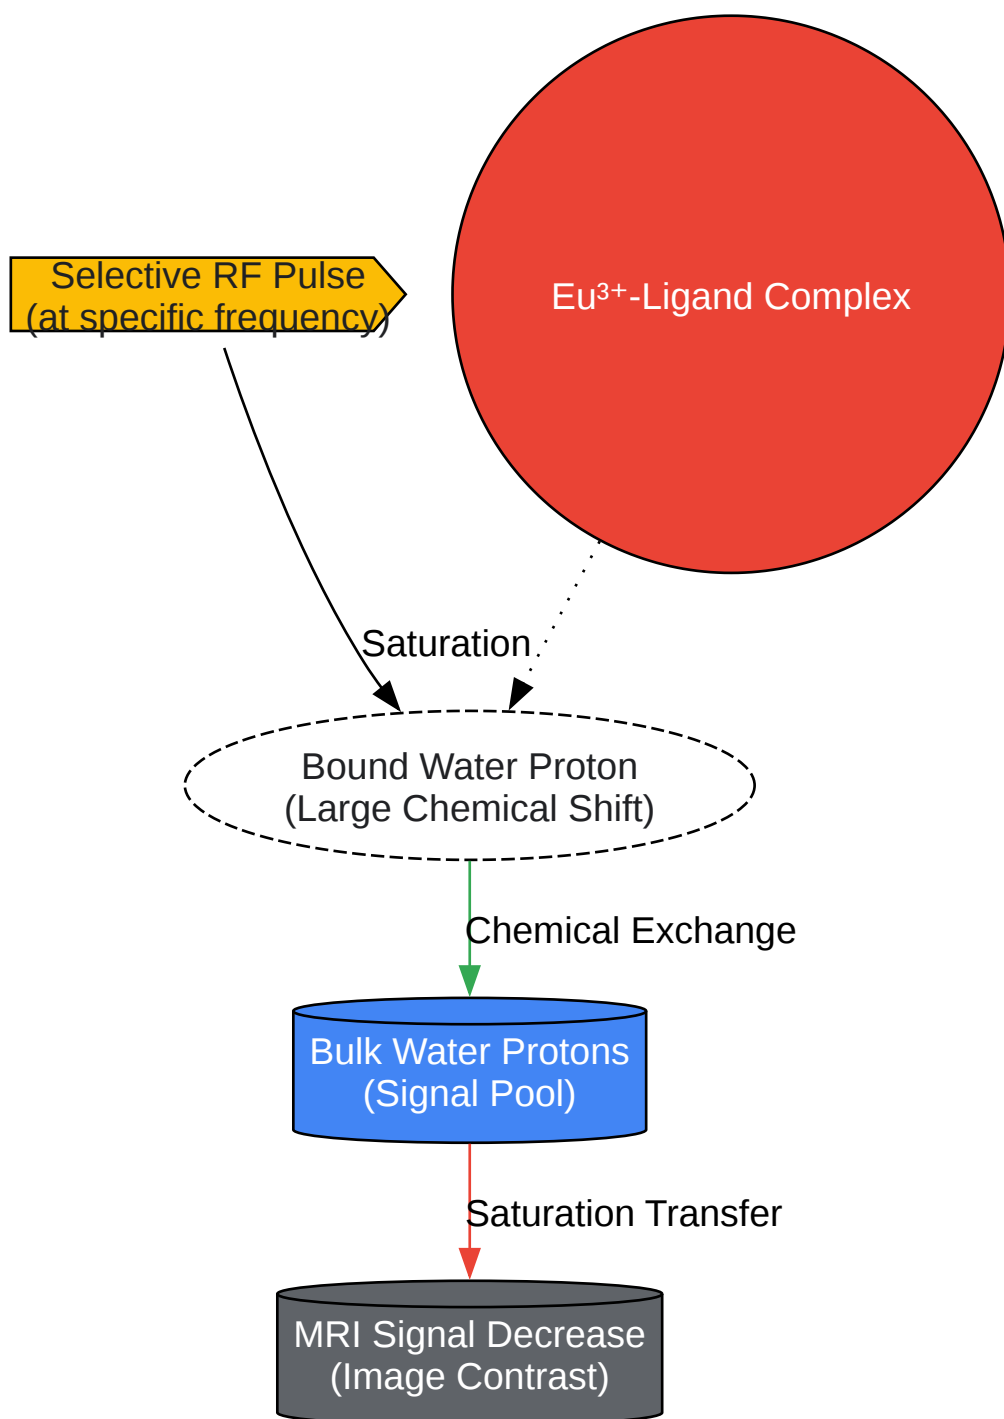 Selective RF Pulse
(at specific frequency)
Eu³⁺-Ligand Complex
Saturation
Bound Water Proton
(Large Chemical Shift)
Chemical Exchange
Bulk Water Protons
(Signal Pool)
Saturation Transfer
MRI Signal Decrease
(Image Contrast)